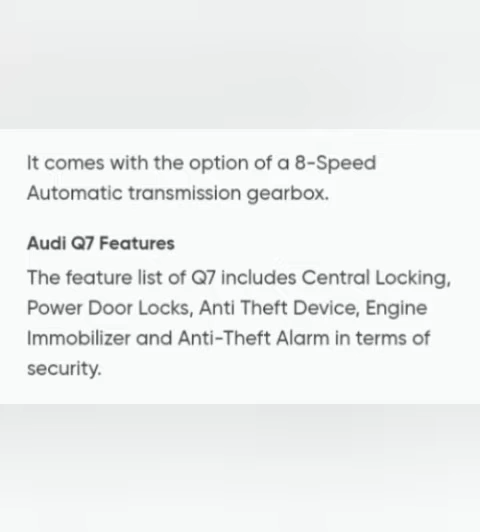 It comes with the option of a 8-Speed
Automatic transmission gearbox.
Audi Q7 Features
The feature list of Q7 includes Central Locking,
Power Door Locks, Anti Theft Device, Engine
Immobilizer and Anti-Theft Alarm in terms of
security.